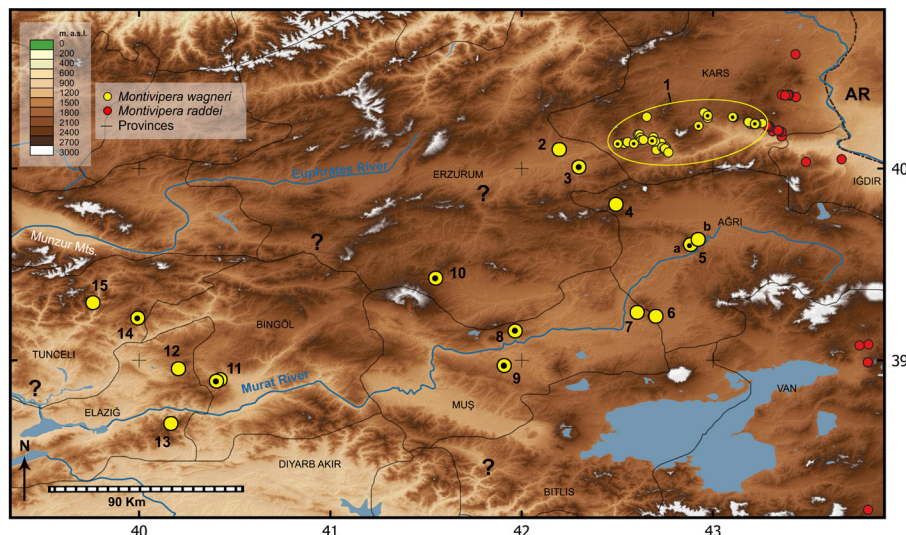 m. a.s.l.
0
200
400
600
900
1200
1500
1800
2100
2400
2700
3000
Montivipera wagneri
Montivipera raddei
Provinces
1
KARS
AR
2
3
ERZURUM
Euphrates River
?
IĞDIR
4
AĞRI
b
a
5
Munzur Mts.
?
10
15
14
BINGÖL
7
6
8
TUNCELI
12
11
9
?
Murat River
VAN
ELAZIĞ
MUŞ
13
N
DIYARB AKIR
?
BITLIS
90 Km
40
39
40
41
42
43